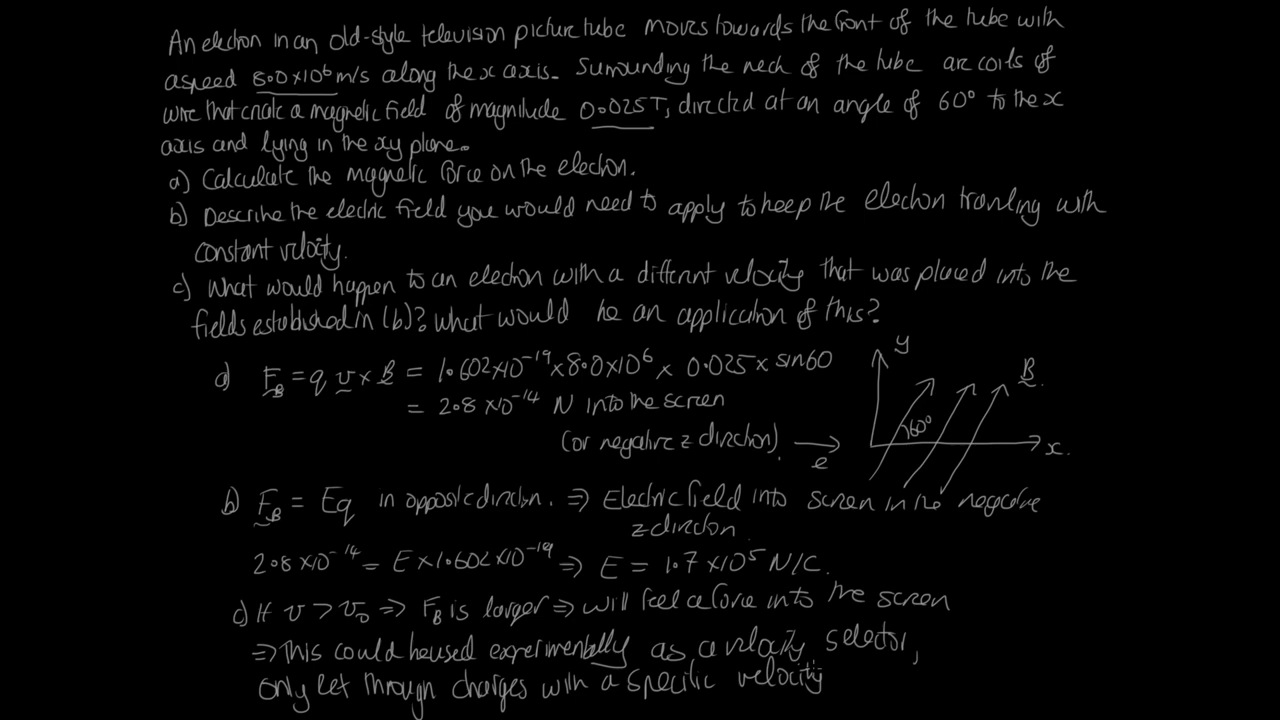 An electron in an old-style television picture tube moves towards the front of the tube with
a speed 8.0×10⁶ m/s along the x axis. Surrounding the neck of the tube are coils of
wire that create a magnetic field of magnitude 0.025T, directed at an angle of 60° to the x
axis and lying in the xy plane.
a) Calculate the magnetic force on the electron.
b) Describe the electric field you would need to apply to keep the electron traveling with
constant velocity.
c) What would happen to an electron with a different velocity that was placed into the
fields established in (b)? What would be an application of this?
a) F_B = q v × B = 1.602×10⁻¹⁹ × 8.0×10⁶ × 0.025 × sin60
= 2.8×10⁻¹⁴ N into the screen
(or negative z direction).
y
B
60°
x
e
b) F_B = Eq in opposite direction. ⇒ Electric field into screen in the negative
z direction
2.8×10⁻¹⁴ = E×1.602×10⁻¹⁹ ⇒ E = 1.7×10⁵ N/C.
c) If v > v₀ ⇒ F_B is larger ⇒ will feel a force into the screen
⇒ This could be used experimentally as a velocity selector,
only let through charges with a specific velocity